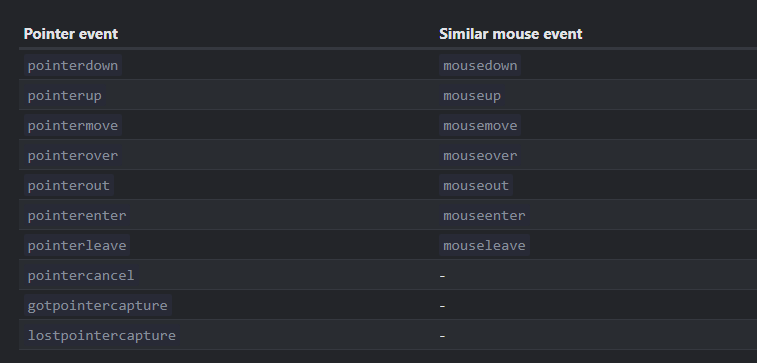 Pointer event Similar mouse event
pointerdown mousedown
pointerup mouseup
pointermove mousemove
pointerover mouseover
pointerout mouseout
pointerenter mouseenter
pointerleave mouseleave
pointercancel -
gotpointercapture -
lostpointercapture -